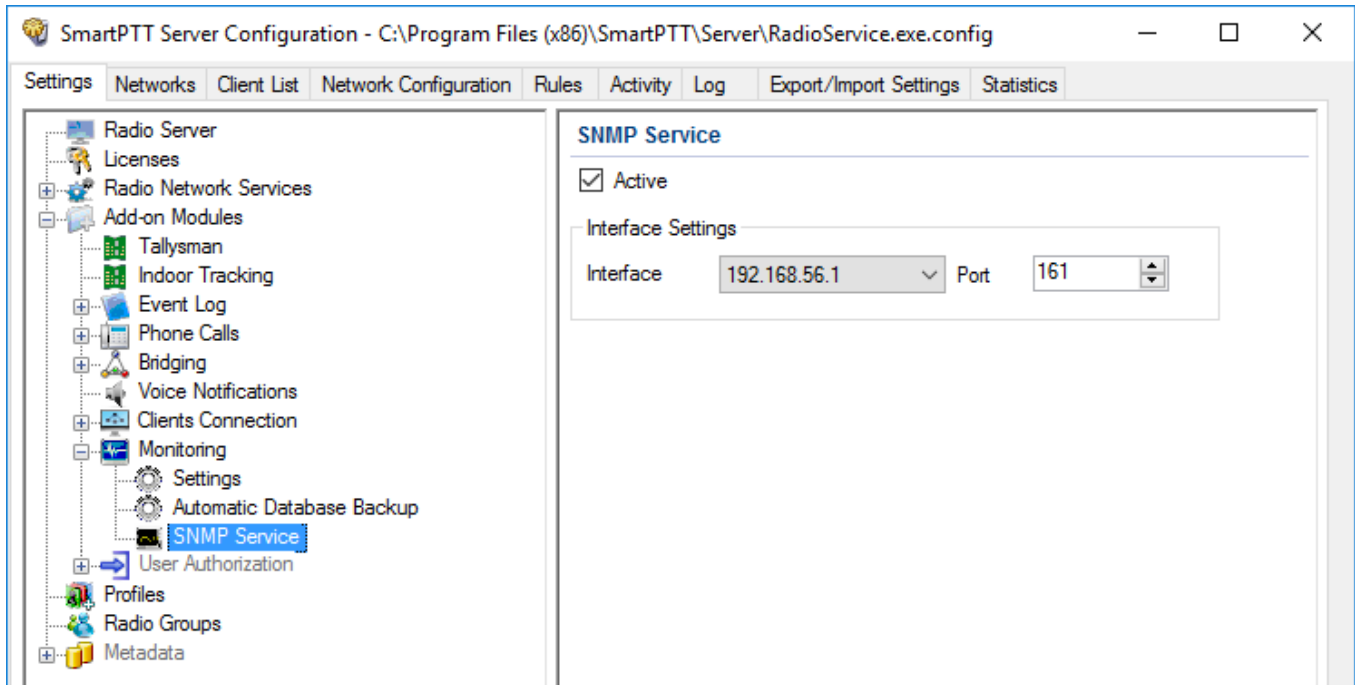 SmartPTT Server Configuration - C:\Program Files (x86)\SmartPTT\Server\RadioService.exe.config
Settings Networks Client List Network Configuration Rules Activity Log Export/Import Settings Statistics
Radio Server
Licenses
Radio Network Services
Add-on Modules
Tallysman
Indoor Tracking
Event Log
Phone Calls
Bridging
Voice Notifications
Clients Connection
Monitoring
Settings
Automatic Database Backup
SNMP Service
User Authorization
Profiles
Radio Groups
Metadata
SNMP Service
Active
Interface Settings
Interface 192.168.56.1 Port 161